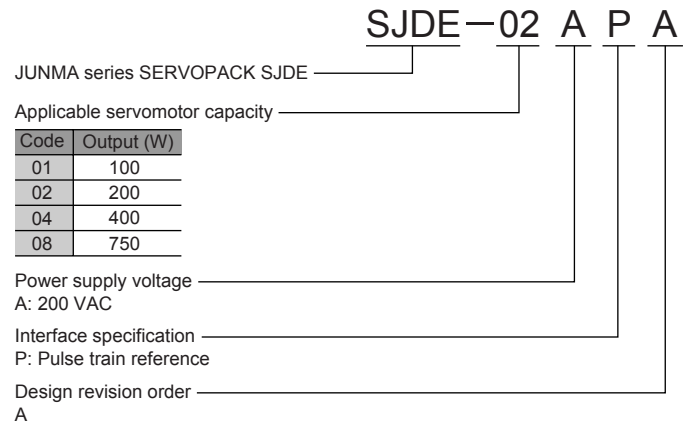 SJDE-02 A P A
JUNMA series SERVOPACK SJDE
Applicable servomotor capacity
Code Output (W)
01 100
02 200
04 400
08 750
Power supply voltage
A: 200 VAC
Interface specification
P: Pulse train reference
Design revision order
A